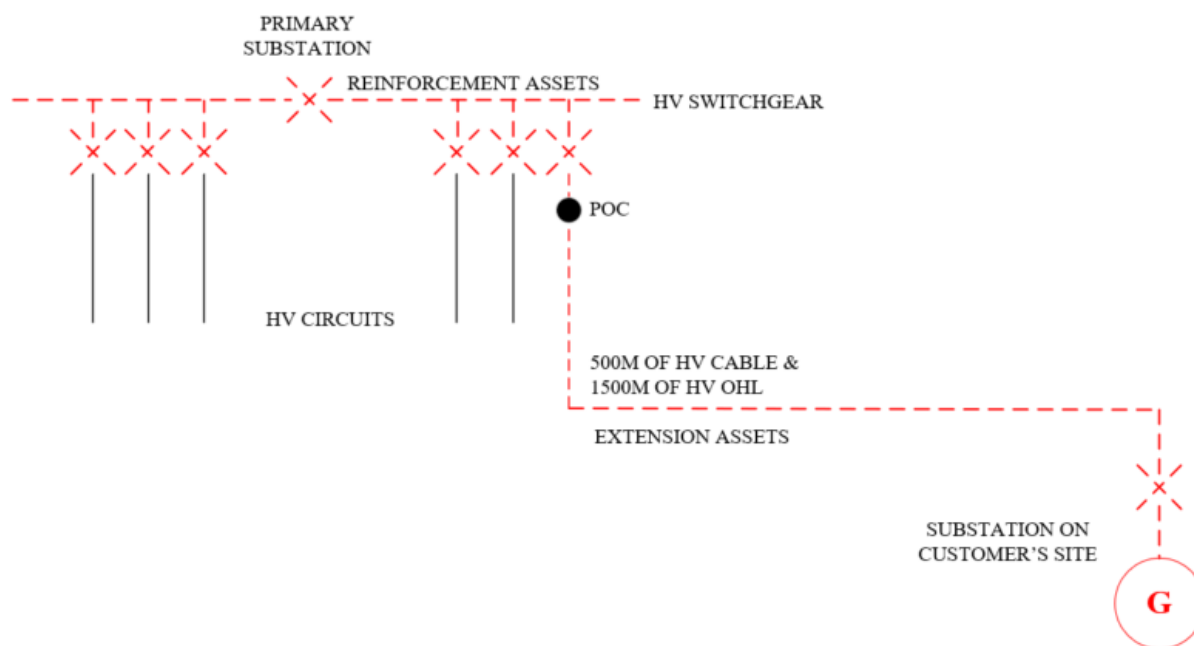 PRIMARY
SUBSTATION
REINFORCEMENT ASSETS
HV SWITCHGEAR
POC
HV CIRCUITS
500M OF HV CABLE &
1500M OF HV OHL
EXTENSION ASSETS
SUBSTATION ON
CUSTOMER'S SITE
G